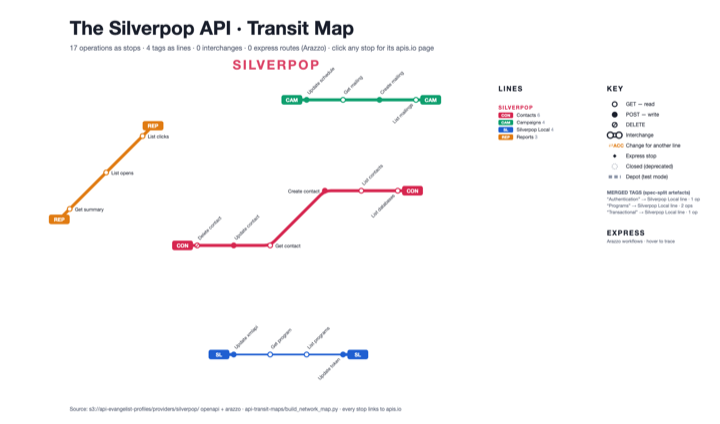 The Silverpop API · Transit Map
17 operations as stops · 4 tags as lines · 0 interchanges · 0 express routes (Arazzo) · click any stop for its apis.io page
SILVERPOP
CAM
Update schedule
Get mailing
Create mailing
List mailings
CAM
REP
List clicks
List opens
Get summary
REP
Create contact
List contacts
List databases
CON
CON
Delete contact
Update contact
Get contact
SL
Get program
List programs
Update token
SL
LINES
SILVERPOP
CON Contacts 6
CAM Campaigns 4
SL Silverpop Local 4
REP Reports 3
KEY
GET — read
POST — write
DELETE
Interchange
Change for another line
Express stop
Closed (deprecated)
Depot (test mode)
MERGED TAGS (spec-split artefacts)
"Authentication" → Silverpop Local line · 1 op
"Programs" → Silverpop Local line · 2 ops
"Transactional" → Silverpop Local line · 1 op
EXPRESS
Arazzo workflows · hover to trace
Source: s3://api-evangelist-profiles/providers/silverpop/ openapi + arazzo · api-transit-maps/build_network_map.py · every stop links to apis.io